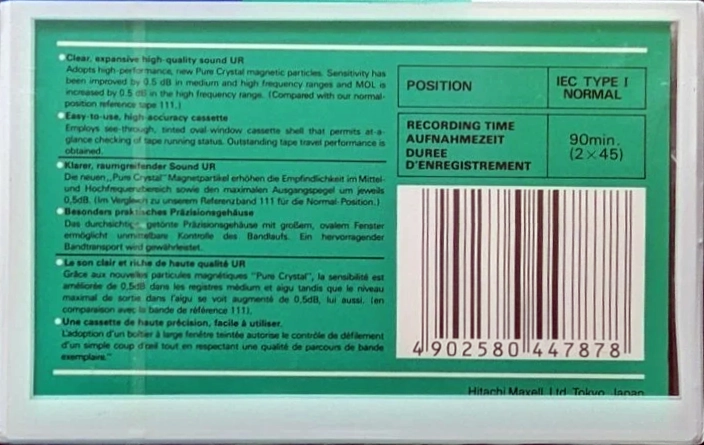 Clear, expansive high-quality sound UR
Adopts high-performance, new Pure Crystal magnetic particles. Sensitivity has
been improved by 0.5 dB in medium and high frequency ranges and MOL is
increased by 0.5 dB in the high frequency range. (Compared with our normal-
position reference tape 111.)
Easy-to-use, high-accuracy cassette
Employs see-through, tinted oval-window cassette shell that permits at-a-
glance checking of tape running status. Outstanding tape travel performance is
obtained.
Klarer, raumgreifender Sound UR
Die neuen „Pure Crystal" Magnetpartikel erhöhen die Empfindlichkeit im Mittel-
und Hochfrequenzbereich sowie den maximalen Ausgangspegel um jeweils
0,5dB. (Im Vergleich zu unserem Referenzband 111 für die Normal-Position.)
Besonders praktisches Präzisionsgehäuse
Das durchsichtige, getönte Präzisionsgehäuse mit großem, ovalem Fenster
ermöglicht unmittelbare Kontrolle des Bandlaufs. Ein hervorragender
Bandtransport wird gewährleistet.
Le son clair et riche de haute qualité UR
Grâce aux nouvelles particules magnétiques "Pure Crystal", la sensibilité est
améliorée de 0,5dB dans les registres médium et aigu tandis que le niveau
maximal de sortie dans l'aigu se voit augmenté de 0,5dB, lui aussi. (en
comparaison avec la bande de référence 111).
Une cassette de haute précision, facile à utiliser.
L'adoption d'un boîtier à large fenêtre teintée autorise le contrôle de défilement
d'un simple coup d'œil tout en respectant une qualité de parcours de bande
exemplaire."
POSITION
IEC TYPE I
NORMAL
RECORDING TIME
AUFNAHMEZEIT
DUREE
D'ENREGISTREMENT
90min.
(2×45)
4 902580 447878
Hitachi Maxell, Ltd. Tokyo, Japan